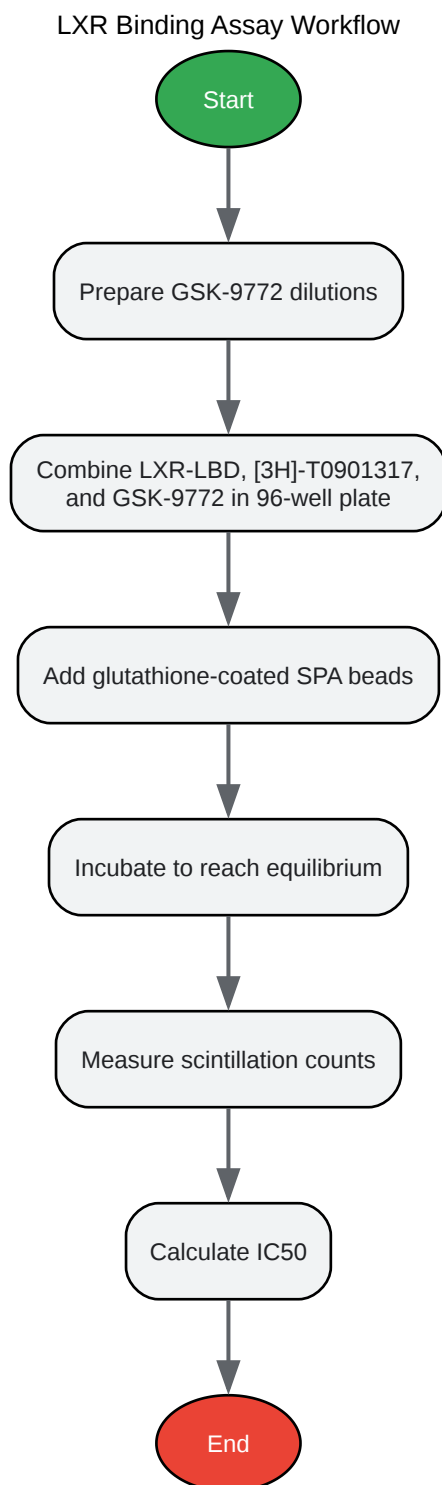 LXR Binding Assay Workflow
Start
Prepare GSK-9772 dilutions
Combine LXR-LBD, [3H]-T0901317,
and GSK-9772 in 96-well plate
Add glutathione-coated SPA beads
Incubate to reach equilibrium
Measure scintillation counts
Calculate IC50
End